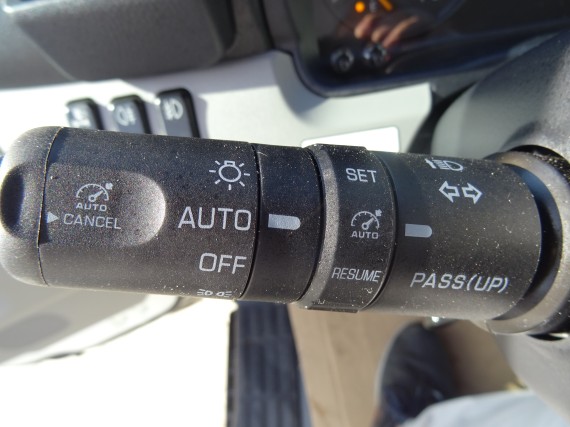 AUTO
CANCEL
AUTO
OFF
SET
AUTO
RESUME
PASS(UP)